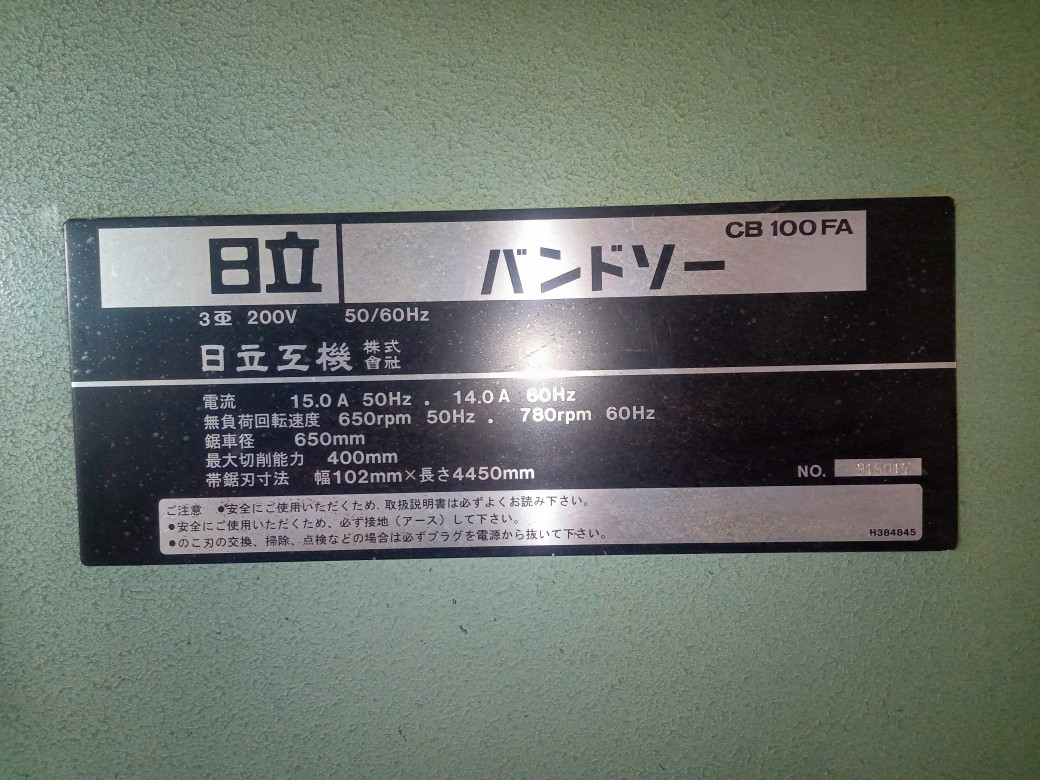 日立 バンドソー CB 100 FA
3亜 200V 50/60Hz
日立工機 株式會社
電流 15.0 A 50Hz . 14.0 A 60Hz
無負荷回転速度 650rpm 50Hz . 780rpm 60Hz
鋸車径 650mm
最大切削能力 400mm
帯鋸刃寸法 幅102mm×長さ4450mm
NO.
ご注意 ●安全にご使用いただくため、取扱説明書は必ずよくお読み下さい。
●安全にご使用いただくため、必ず接地（アース）して下さい。
●のこ刃の交換、掃除、点検などの場合は必ずプラグを電源から抜いて下さい。
H384845